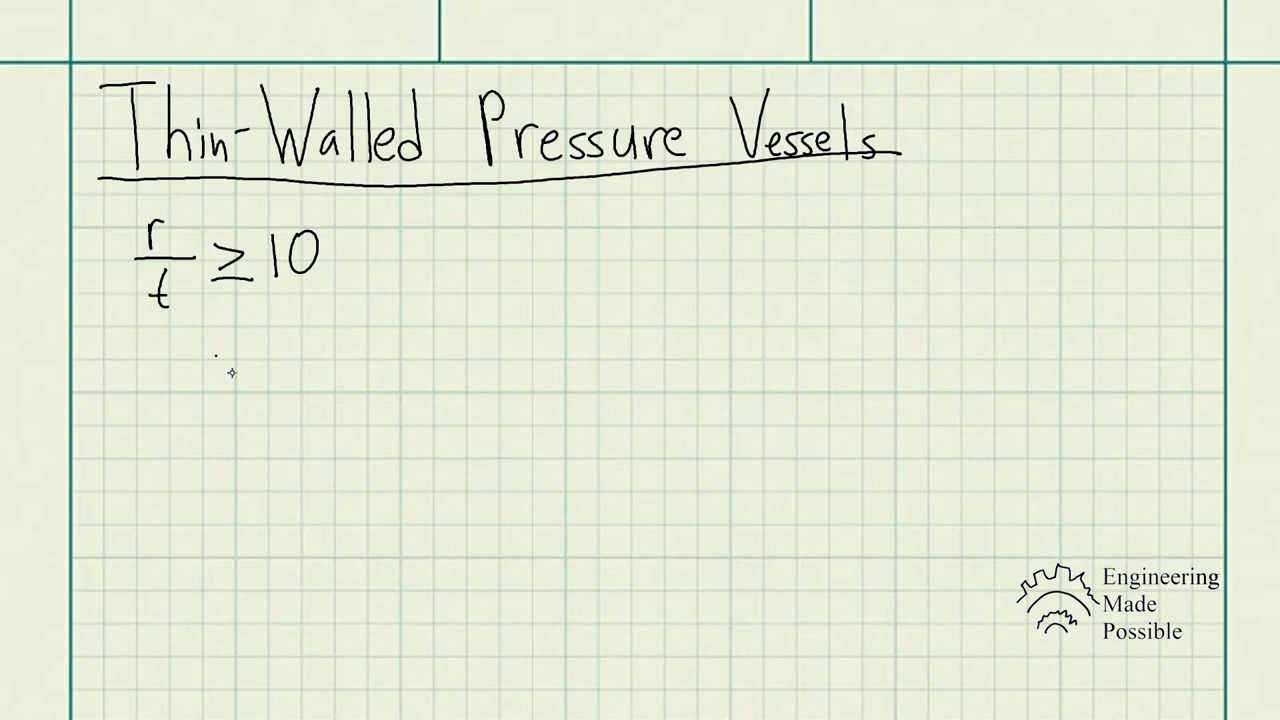 Thin-Walled Pressure Vessels
r/t ≥ 10
Engineering
Made
Possible